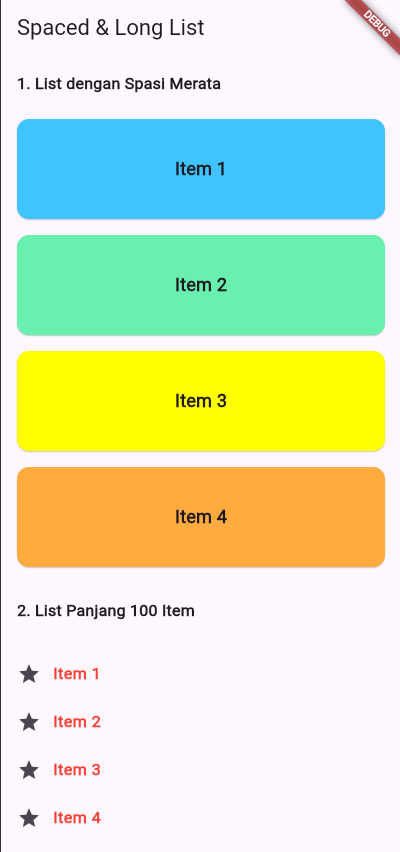 Spaced & Long List
DEBUG
1. List dengan Spasi Merata
Item 1
Item 2
Item 3
Item 4
2. List Panjang 100 Item
Item 1
Item 2
Item 3
Item 4